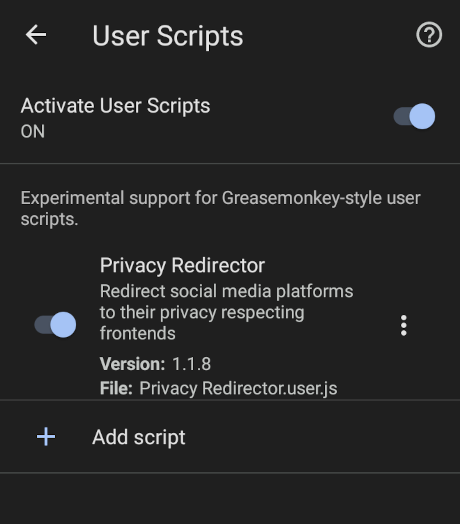 User Scripts
Activate User Scripts
ON
Experimental support for Greasemonkey-style user
scripts.
Privacy Redirector
Redirect social media platforms
to their privacy respecting
frontends
Version: 1.1.8
File: Privacy Redirector.user.js
Add script